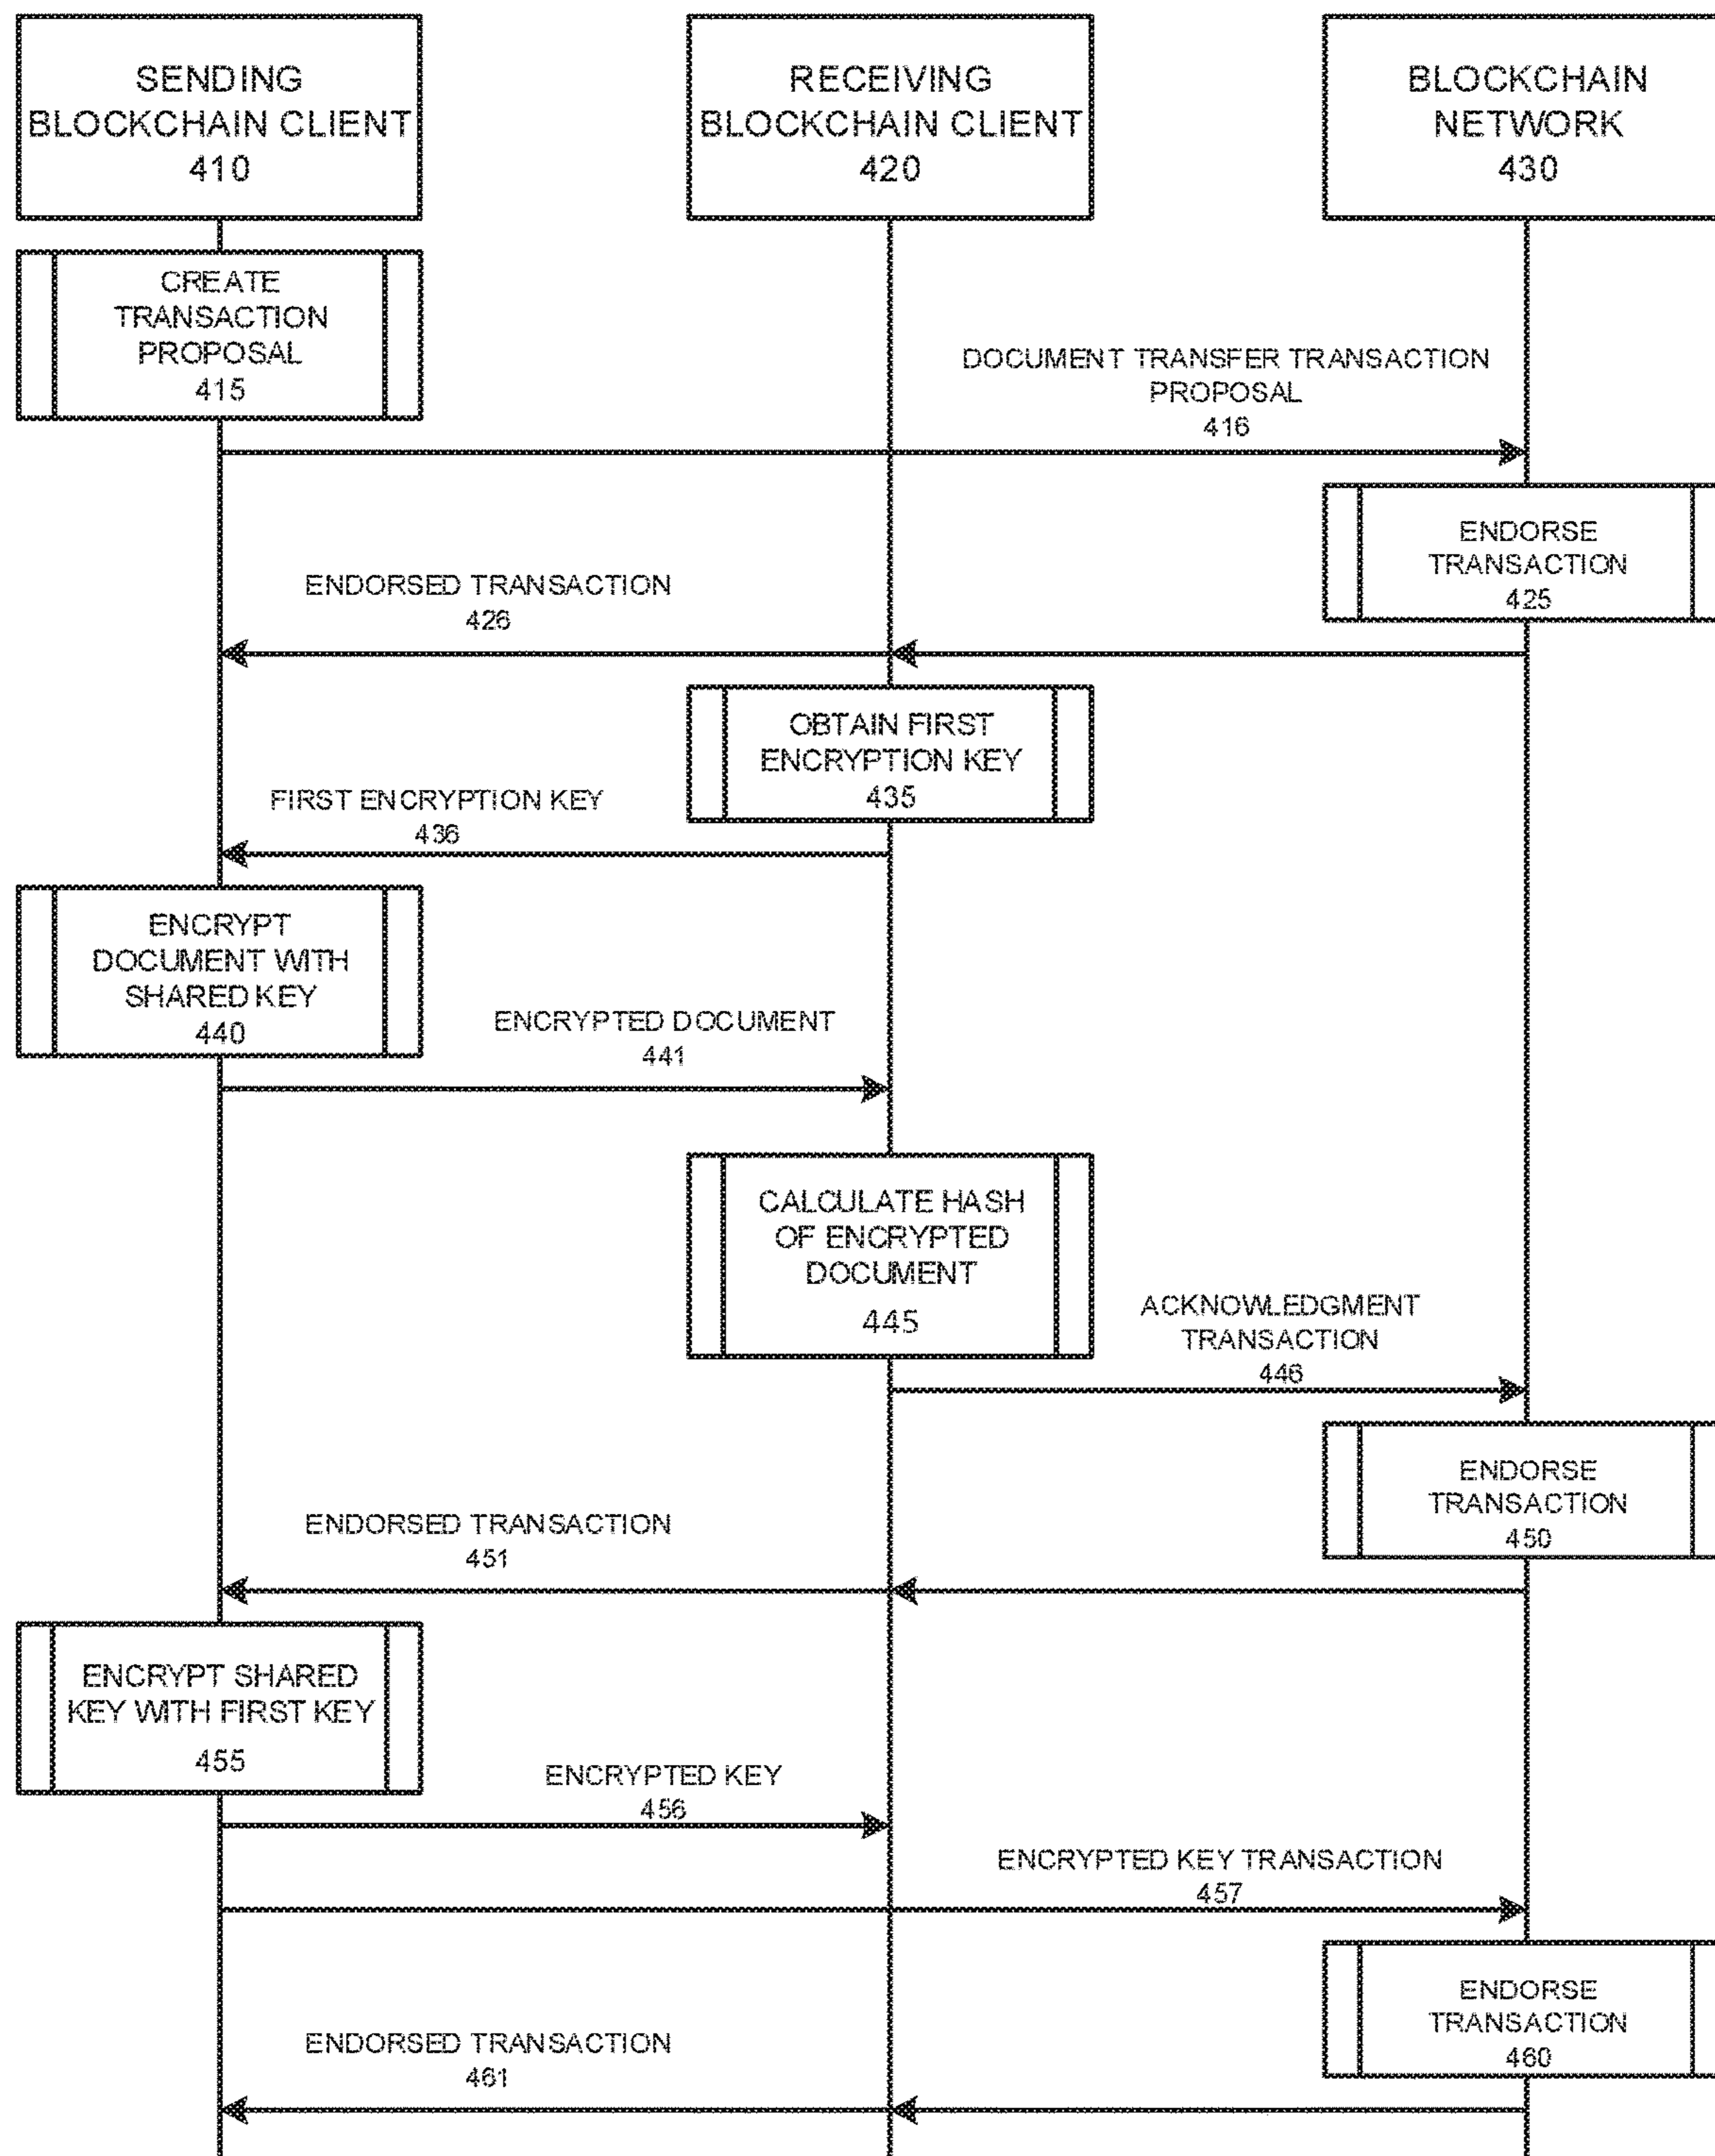 SENDING
BLOCKCHAIN CLIENT
410
RECEIVING
BLOCKCHAIN CLIENT
420
BLOCKCHAIN
NETWORK
430
CREATE
TRANSACTION
PROPOSAL
415
DOCUMENT TRANSFER TRANSACTION
PROPOSAL
416
ENDORSE
TRANSACTION
425
ENDORSED TRANSACTION
426
OBTAIN FIRST
ENCRYPTION KEY
435
FIRST ENCRYPTION KEY
436
ENCRYPT
DOCUMENT WITH
SHARED KEY
440
ENCRYPTED DOCUMENT
441
CALCULATE HASH
OF ENCRYPTED
DOCUMENT
445
ACKNOWLEDGMENT
TRANSACTION
446
ENDORSE
TRANSACTION
450
ENDORSED TRANSACTION
451
ENCRYPT SHARED
KEY WITH FIRST KEY
455
ENCRYPTED KEY
456
ENCRYPTED KEY TRANSACTION
457
ENDORSE
TRANSACTION
460
ENDORSED TRANSACTION
461